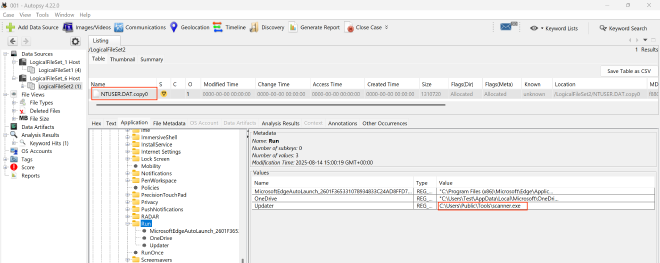 001 - Autopsy 4.22.0
Case View Tools Window Help
Add Data Source Images/Videos Communications Geolocation Timeline Discovery Generate Report Close Case Keyword Lists Keyword Search
Listing
/LogicalFileSet2
1 Results
Table Thumbnail Summary
Save Table as CSV
Name S C O Modified Time Change Time Access Time Created Time Size Flags(Dir) Flags(Meta) Known Location
NTUSER.DAT.copy0 1 0000-00-00 00:00:00 0000-00-00 00:00:00 0000-00-00 00:00:00 0000-00-00 00:00:00 1310720 Allocated Allocated unknown /LogicalFileSet2/NTUSER.DAT.copy0
Data Sources
LogicalFileSet_1 Host
LogicalFileSet1 (4)
LogicalFileSet_6 Host
LogicalFileSet2 (1)
File Views
File Types
Deleted Files
MB File Size
Data Artifacts
Analysis Results
Keyword Hits (1)
OS Accounts
Tags
Score
Reports
Hex Text Application File Metadata OS Account Data Artifacts Analysis Results Context Annotations Other Occurrences
ime
ImmersiveShell
InstallService
Internet Settings
Lock Screen
Mobility
Notifications
PenWorkspace
Policies
PrecisionTouchPad
Privacy
PushNotifications
RADAR
Run
OneDrive
Updater
RunOnce
Screensavers
Metadata
Name: Run
Number of subkeys: 0
Number of values: 3
Modification Time: 2025-08-14 15:00:19 GMT+00:00
Values
Name Type Value
REG_... "C:\Program Files (x86)\Microsoft\Edge\Applic...
OneDrive REG_... "C:\Users\Test\AppData\Local\Microsoft\OneDri...
Updater REG_... C:\Users\Public\Tools\scanner.exe